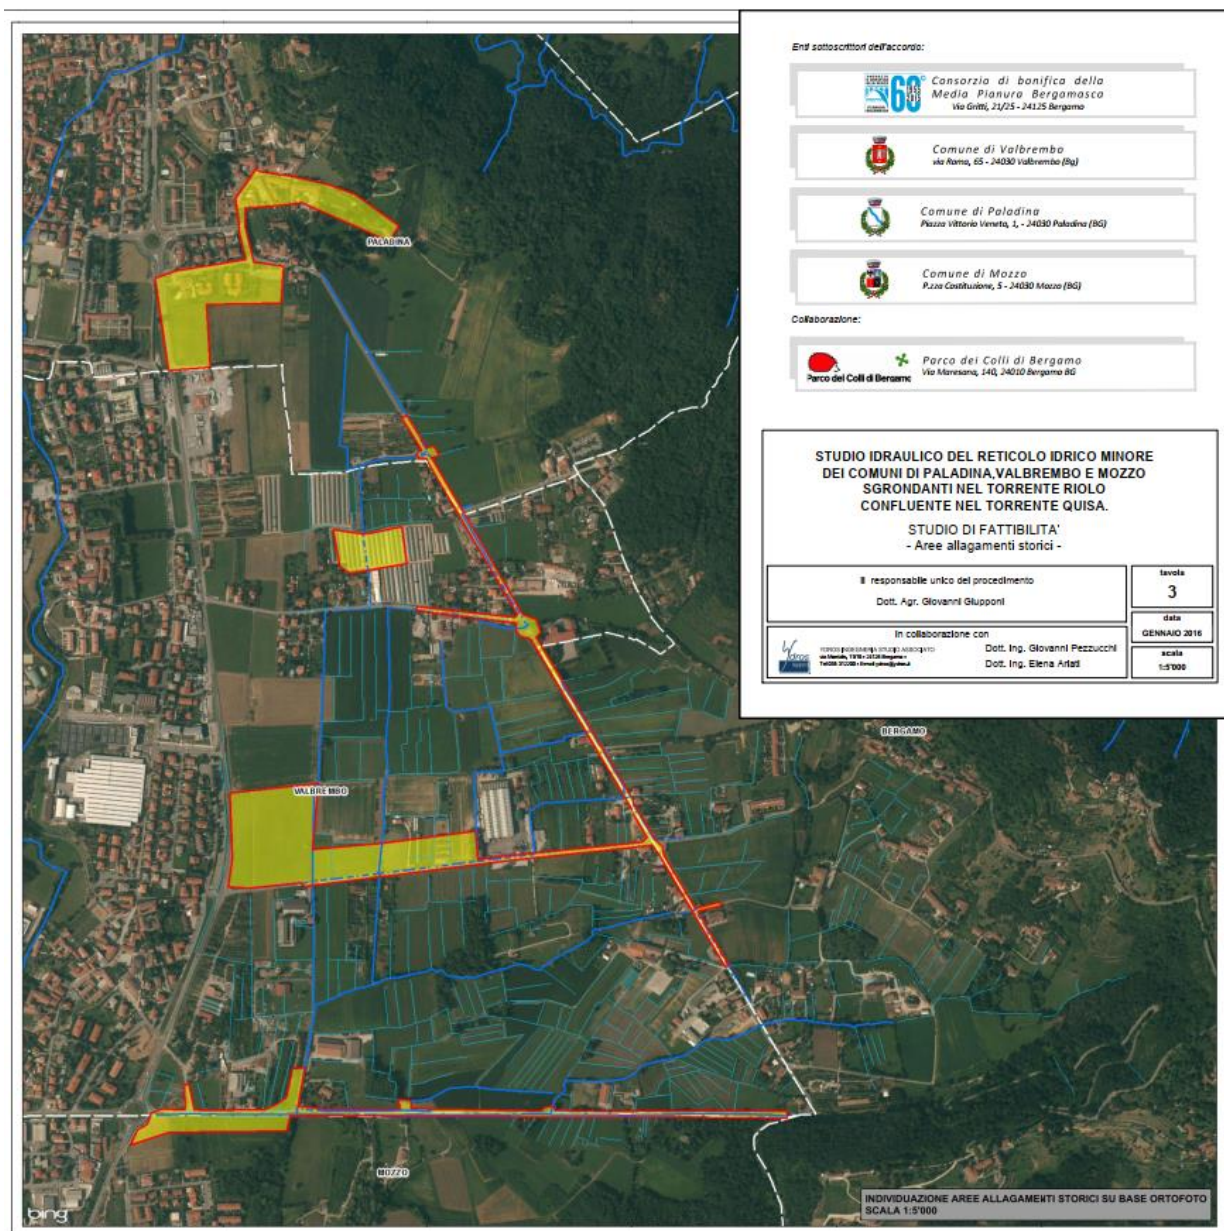 Enti sottoscrittori dell'accordo:
60
Consorzio di bonifica della
Media Pianura Bergamasca
Via Gritti, 21/25 - 24125 Bergamo
Comune di Valbrembo
via Roma, 65 - 24030 Valbrembo (Bg)
Comune di Paladina
Piazza Vittorio Veneto, 1, - 24030 Paladina (BG)
Comune di Mozzo
P.zza Costituzione, 5 - 24030 Mozzo (BG)
Collaborazione:
Parco dei Colli di Bergamo
Parco dei Colli di Bergamo
Via Maresana, 140, 24010 Bergamo BG
STUDIO IDRAULICO DEL RETICOLO IDRICO MINORE
DEI COMUNI DI PALADINA,VALBREMBO E MOZZO
SGRONDANTI NEL TORRENTE RIOLO
CONFLUENTE NEL TORRENTE QUISA.
STUDIO DI FATTIBILITA'
- Aree allagamenti storici -
Il responsabile unico del procedimento
Dott. Agr. Giovanni Giupponi
tavola
3
data
GENNAIO 2016
scala
1:5'000
In collaborazione con
INGEGNERIA STUDIO ASSOCIATO
Dott. Ing. Giovanni Pezzucchi
Dott. Ing. Elena Arlati
PALADINA
BERGAMO
VALBREMBO
MOZZO
bing
INDIVIDUAZIONE AREE ALLAGAMENTI STORICI SU BASE ORTOFOTO
SCALA 1:5'000